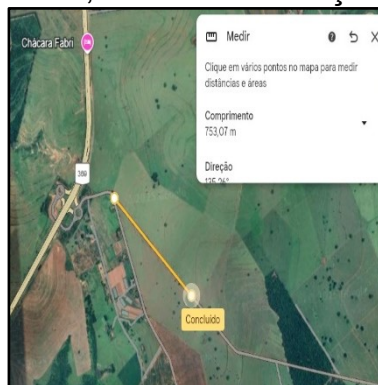 Chácara Fabri
Medir
Clique em vários pontos no mapa para medir
distâncias e áreas
Comprimento
753,07 m
Direção
369
Concluído